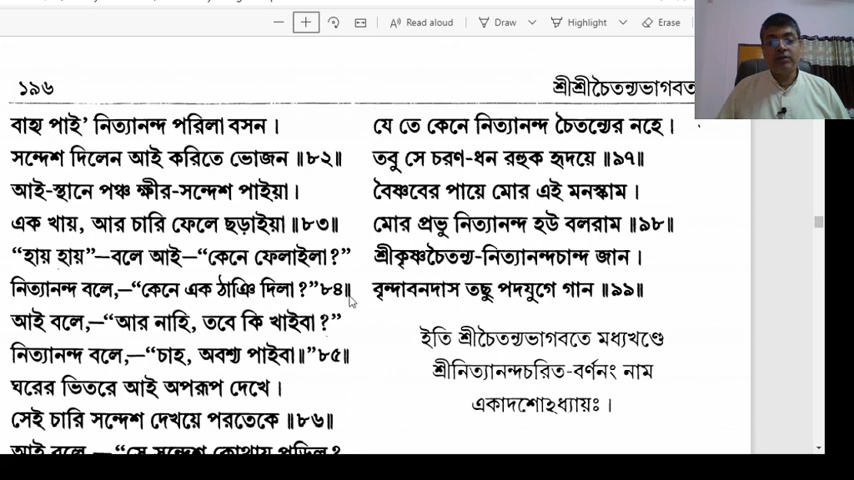 Read aloud
Draw
Highlight
Erase
১৯৬
শ্রীশ্রীচৈতন্যভাগবত
বাহ্য পাই' নিত্যানন্দ পরিলা বসন।
সন্দেশ দিলেন আই করিতে ভোজন॥৮২॥
আই-স্থানে পঞ্চ ক্ষীর-সন্দেশ পাইয়া।
এক খায়, আর চারি ফেলে ছড়াইয়া॥৮৩॥
“হায় হায়”—বলে আই—“কেনে ফেলাইলা?”
নিত্যানন্দ বলে,—“কেনে এক ঠাঞি দিলা?”৮৪॥
আই বলে,—“আর নাহি, তবে কি খাইবা?”
নিত্যানন্দ বলে,—“চাহ, অবশ্য পাইবা॥”৮৫॥
ঘরের ভিতরে আই অপরূপ দেখে।
সেই চারি সন্দেশ দেখয়ে পরতেকে॥৮৬॥
আই বলে,—“সে সন্দেশ কোথায় পড়িল?
যে তে কেনে নিত্যানন্দ চৈতন্যের নহে।
তবু সে চরণ-ধন রহুক হৃদয়ে॥৯৭॥
বৈষ্ণবের পায়ে মোর এই মনস্কাম।
মোর প্রভু নিত্যানন্দ হউ বলরাম॥৯৮॥
শ্রীকৃষ্ণচৈতন্য-নিত্যানন্দচান্দ জান।
বৃন্দাবনদাস তছু পদযুগে গান॥৯৯॥
ইতি শ্রীচৈতন্যভাগবতে মধ্যখণ্ডে
শ্রীনিত্যানন্দচরিত-বর্ণনং নাম
একাদশোঽধ্যায়ঃ।